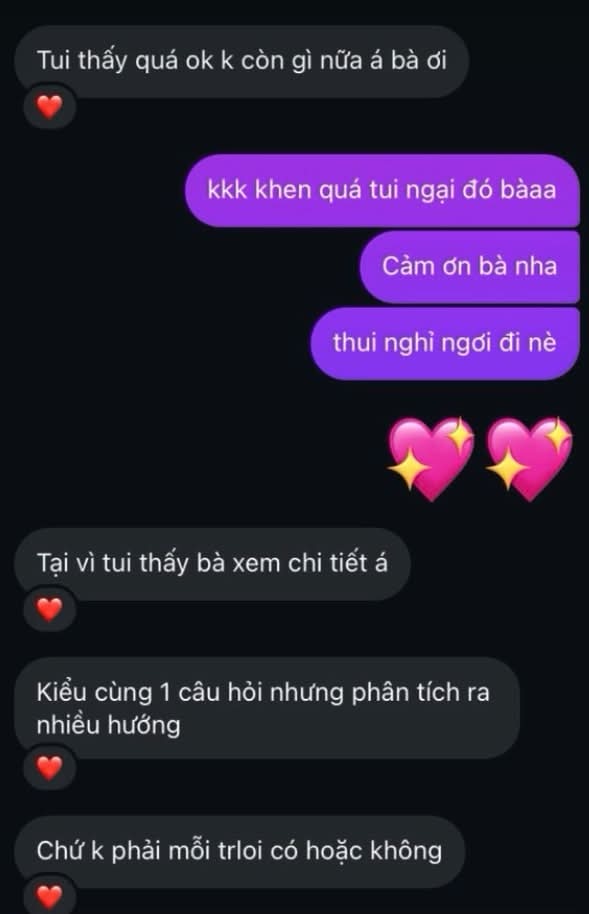 Tui thấy quá ok k còn gì nữa á bà ơi
kkk khen quá tui ngại đó bàaa
Cảm ơn bà nha
thui nghỉ ngơi đi nè
Tại vì tui thấy bà xem chi tiết á
Kiểu cùng 1 câu hỏi nhưng phân tích ra
nhiều hướng
Chứ k phải mỗi trloi có hoặc không